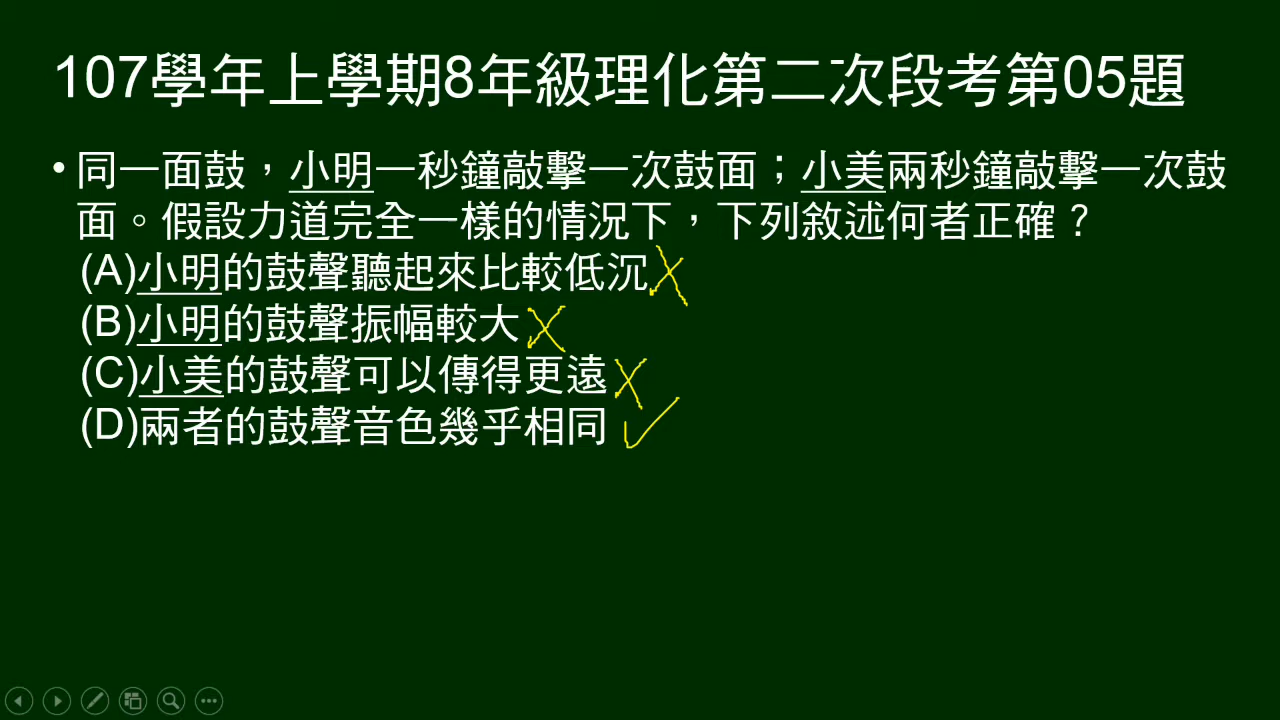 107學年上學期8年級理化第二次段考第05題
•同一面鼓，小明一秒鐘敲擊一次鼓面；小美兩秒鐘敲擊一次鼓
面。假設力道完全一樣的情況下，下列敘述何者正確？
(A)小明的鼓聲聽起來比較低沉
(B)小明的鼓聲振幅較大
(C)小美的鼓聲可以傳得更遠
(D)兩者的鼓聲音色幾乎相同